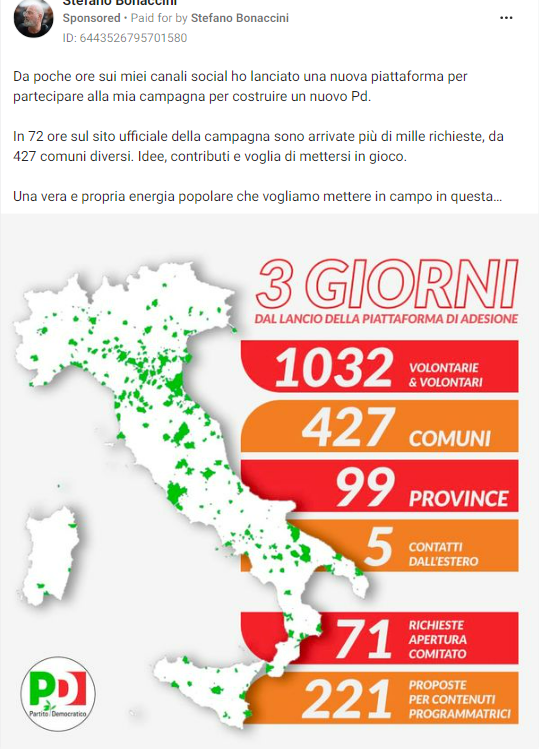 Stefano Bonaccini
Sponsored • Paid for by Stefano Bonaccini
ID: 6443526795701580
Da poche ore sui miei canali social ho lanciato una nuova piattaforma per
partecipare alla mia campagna per costruire un nuovo Pd.
In 72 ore sul sito ufficiale della campagna sono arrivate più di mille richieste, da
427 comuni diversi. Idee, contributi e voglia di mettersi in gioco.
Una vera e propria energia popolare che vogliamo mettere in campo in questa...
3 GIORNI
DAL LANCIO DELLA PIATTAFORMA DI ADESIONE
1032 VOLONTARIE
& VOLONTARI
427 COMUNI
99 PROVINCE
5 CONTATTI
DALL'ESTERO
71 RICHIESTE
APERTURA
COMITATO
221 PROPOSTE
PER CONTENUTI
PROGRAMMATRICI
PD
Partito Democratico